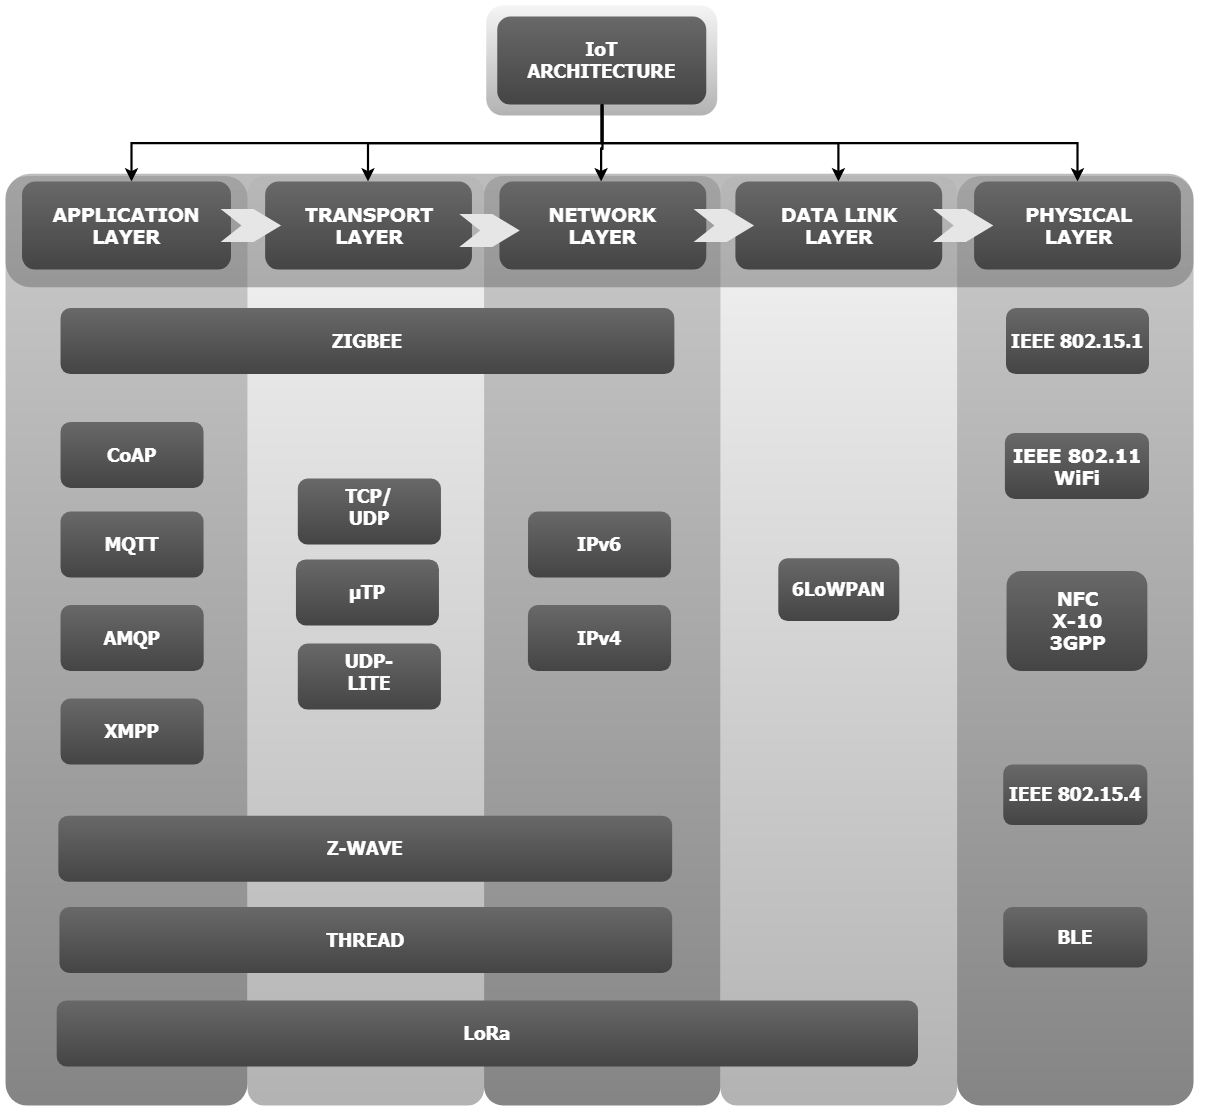 IoT
ARCHITECTURE
APPLICATION
LAYER
TRANSPORT
LAYER
NETWORK
LAYER
DATA LINK
LAYER
PHYSICAL
LAYER
ZIGBEE
IEEE 802.15.1
CoAP
MQTT
AMQP
XMPP
TCP/
UDP
μTP
UDP-
LITE
IPv6
IPv4
6LoWPAN
IEEE 802.11
WiFi
NFC
X-10
3GPP
IEEE 802.15.4
BLE
Z-WAVE
THREAD
LoRa